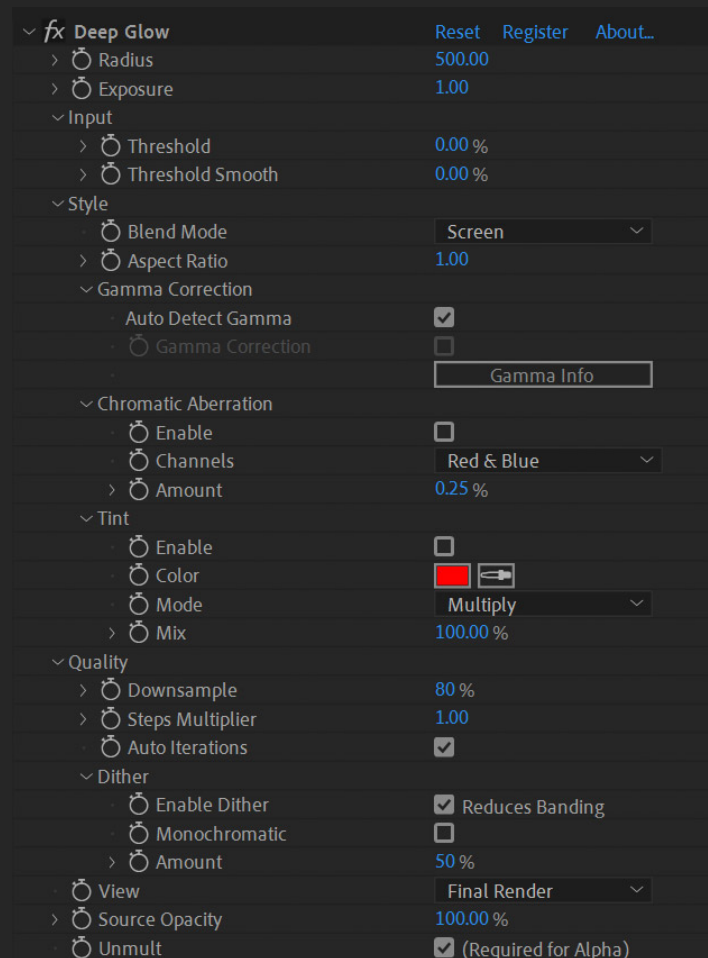 fx Deep Glow Reset Register About...
Radius 500.00
Exposure 1.00
Input
Threshold 0.00 %
Threshold Smooth 0.00 %
Style
Blend Mode Screen
Aspect Ratio 1.00
Gamma Correction
Auto Detect Gamma
Gamma Correction
Gamma Info
Chromatic Aberration
Enable
Channels Red & Blue
Amount 0.25 %
Tint
Enable
Color
Mode Multiply
Mix 100.00 %
Quality
Downsample 80 %
Steps Multiplier 1.00
Auto Iterations
Dither
Enable Dither Reduces Banding
Monochromatic
Amount 50 %
View Final Render
Source Opacity 100.00 %
Unmult (Required for Alpha)